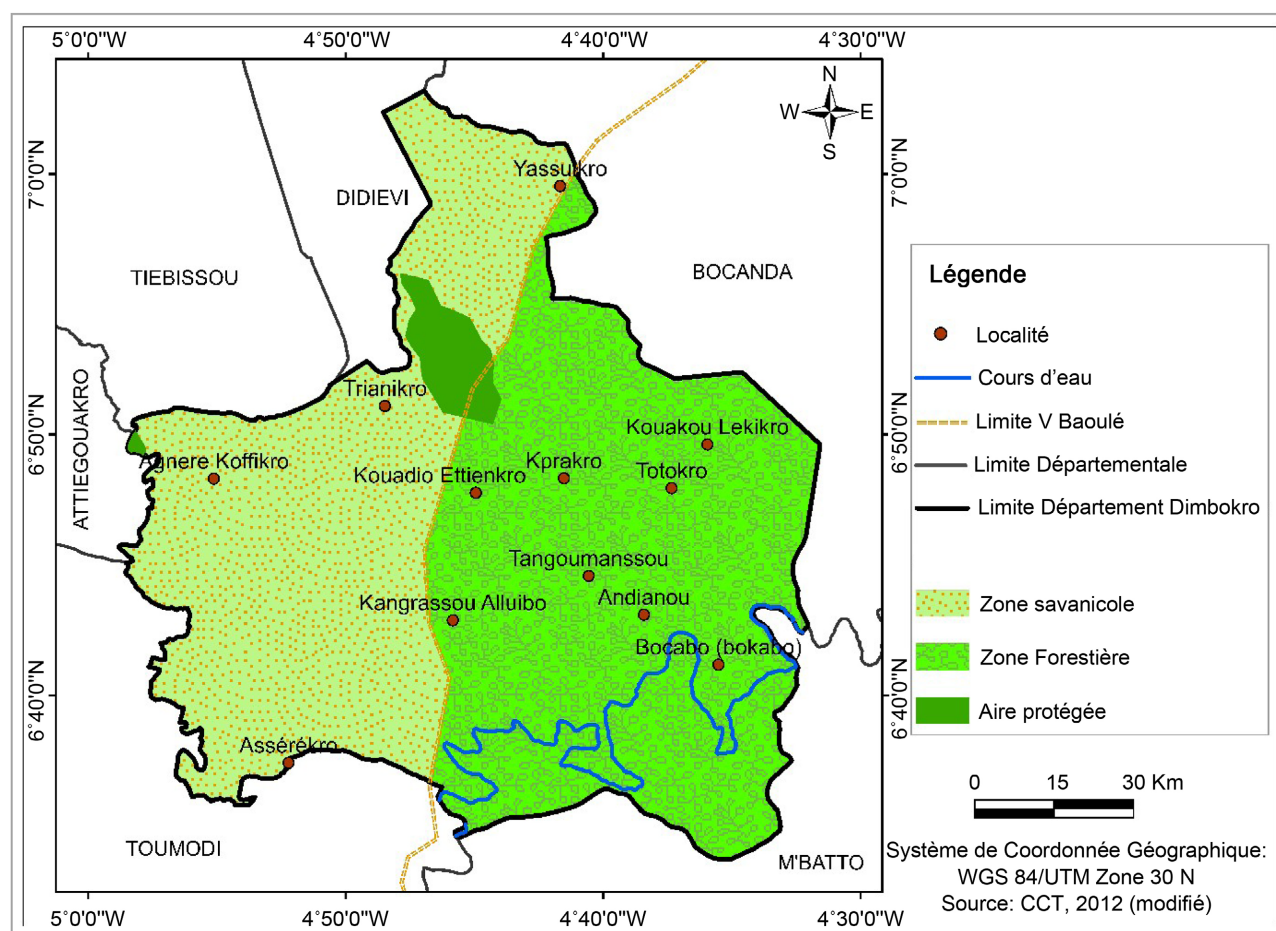 5°0'0"W 4°50'0"W 4°40'0"W 4°30'0"W
N
W E
S
7°0'0"N
7°0'0"N
Yassuikro
DIDIEVI
TIEBISSOU
BOCANDA
Trianikro
ATTIEGOUAKRO
6°50'0"N
6°50'0"N
Kouakou Lekikro
Agnere Koffikro
Kouadio Ettienkro
Kprakro
Totokro
Tangoumanssou
Kangrassou Alluibo
Andianou
Bocabo (bokabo)
6°40'0"N
6°40'0"N
Assérékro
TOUMODI
M'BATTO
5°0'0"W 4°50'0"W 4°40'0"W 4°30'0"W
Légende
Localité
Cours d'eau
Limite V Baoulé
Limite Départementale
Limite Département Dimbokro
Zone savanicole
Zone Forestière
Aire protégée
0 15 30 Km
Système de Coordonnée Géographique:
WGS 84/UTM Zone 30 N
Source: CCT, 2012 (modifié)